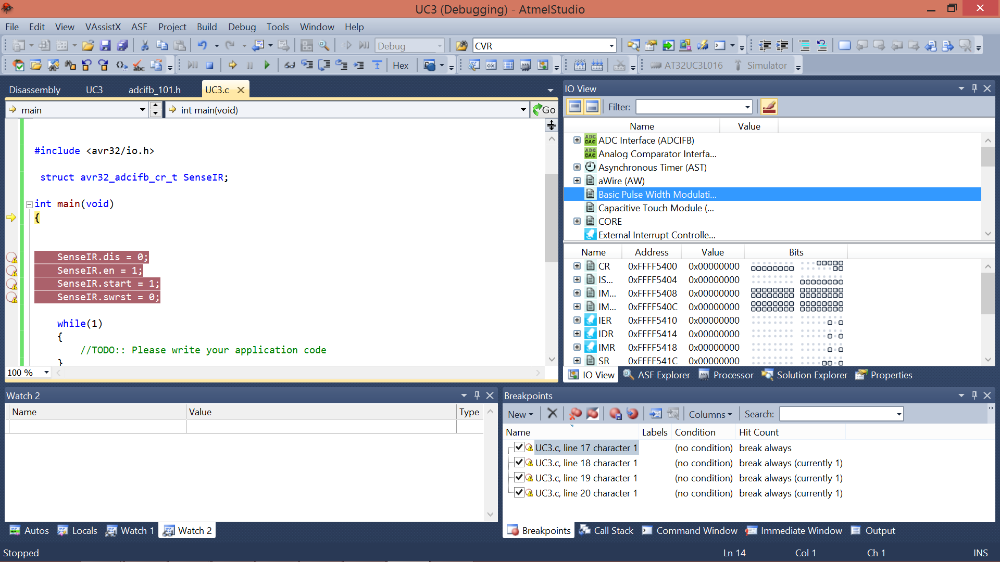 UC3 (Debugging) - AtmelStudio
File Edit View VAssistX ASF Project Build Debug Tools Window Help
Debug CVR
abc Hex AT32UC3L016 Simulator
Disassembly UC3 adcifb_101.h UC3.c
main int main(void) Go
#include <avr32/io.h>
struct avr32_adcifb_cr_t SenseIR;
int main(void)
{
SenseIR.dis = 0;
SenseIR.en = 1;
SenseIR.start = 1;
SenseIR.swrst = 0;
while(1)
{
//TODO:: Please write your application code
}
100 %
IO View
Filter:
Name Value
ADC DAC ADC Interface (ADCIFB)
ADC DAC Analog Comparator Interfa...
Asynchronous Timer (AST)
aWire (AW)
Basic Pulse Width Modulati...
Capacitive Touch Module (...
CORE
External Interrupt Controlle...
Name Address Value Bits
CR 0xFFFF5400 0x00000000
IS... 0xFFFF5404 0x00000000
IM... 0xFFFF5408 0x00000000
IM... 0xFFFF540C 0x00000000
IER 0xFFFF5410 0x00000000
IDR 0xFFFF5414 0x00000000
IMR 0xFFFF5418 0x00000000
SR 0xFFFF541C 0x00000000
IO View ASF Explorer Processor Solution Explorer Properties
Watch 2
Name Value Type
Autos Locals Watch 1 Watch 2
Breakpoints
New Columns Search:
Name Labels Condition Hit Count
UC3.c, line 17 character 1 (no condition) break always
UC3.c, line 18 character 1 (no condition) break always (currently 1)
UC3.c, line 19 character 1 (no condition) break always (currently 1)
UC3.c, line 20 character 1 (no condition) break always (currently 1)
Breakpoints Call Stack Command Window Immediate Window Output
Stopped Ln 14 Col 1 Ch 1 INS